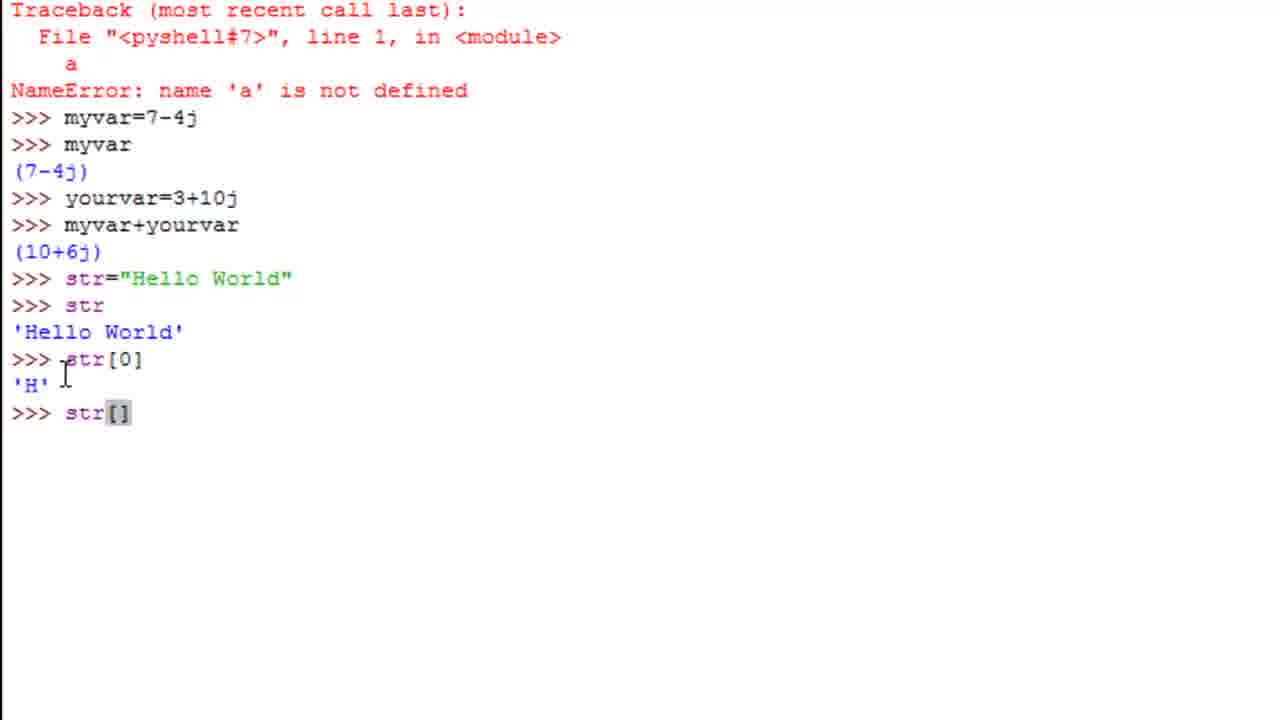 Traceback (most recent call last):
  File "<pyshell#7>", line 1, in <module>
    a
NameError: name 'a' is not defined
>>> myvar=7-4j
>>> myvar
(7-4j)
>>> yourvar=3+10j
>>> myvar+yourvar
(10+6j)
>>> str="Hello World"
>>> str
'Hello World'
>>> str[0]
'H'
>>> str[]